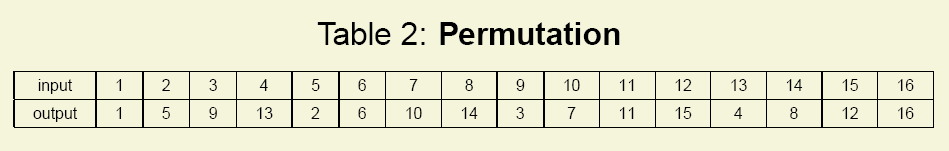 Table 2: Permutation
input 1 2 3 4 5 6 7 8 9 10 11 12 13 14 15 16
output 1 5 9 13 2 6 10 14 3 7 11 15 4 8 12 16